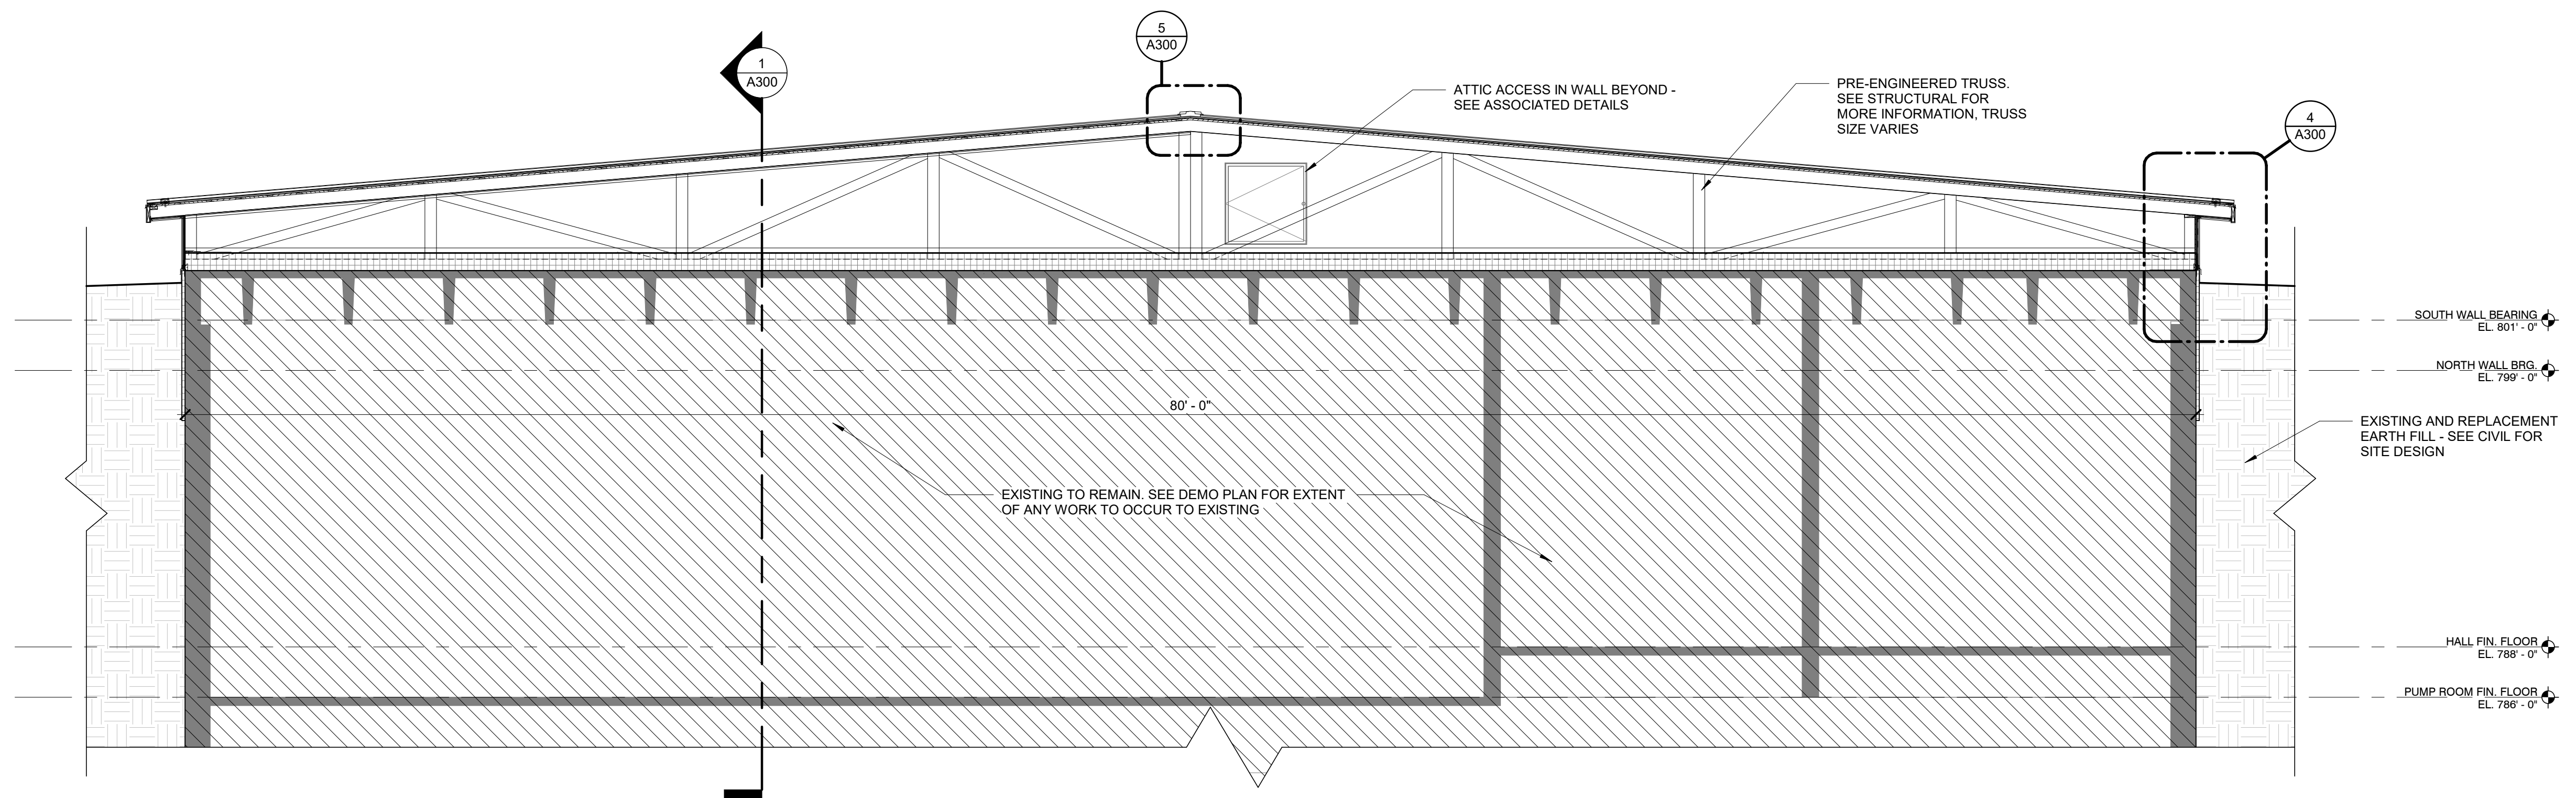 5
A300
1
A300
ATTIC ACCESS IN WALL BEYOND -
SEE ASSOCIATED DETAILS
PRE-ENGINEERED TRUSS.
SEE STRUCTURAL FOR
MORE INFORMATION, TRUSS
SIZE VARIES
4
A300
SOUTH WALL BEARING
EL. 801' - 0"
NORTH WALL BRG.
EL. 799' - 0"
80' - 0"
EXISTING AND REPLACEMENT
EARTH FILL - SEE CIVIL FOR
SITE DESIGN
EXISTING TO REMAIN. SEE DEMO PLAN FOR EXTENT
OF ANY WORK TO OCCUR TO EXISTING
HALL FIN. FLOOR
EL. 788' - 0"
PUMP ROOM FIN. FLOOR
EL. 786' - 0"